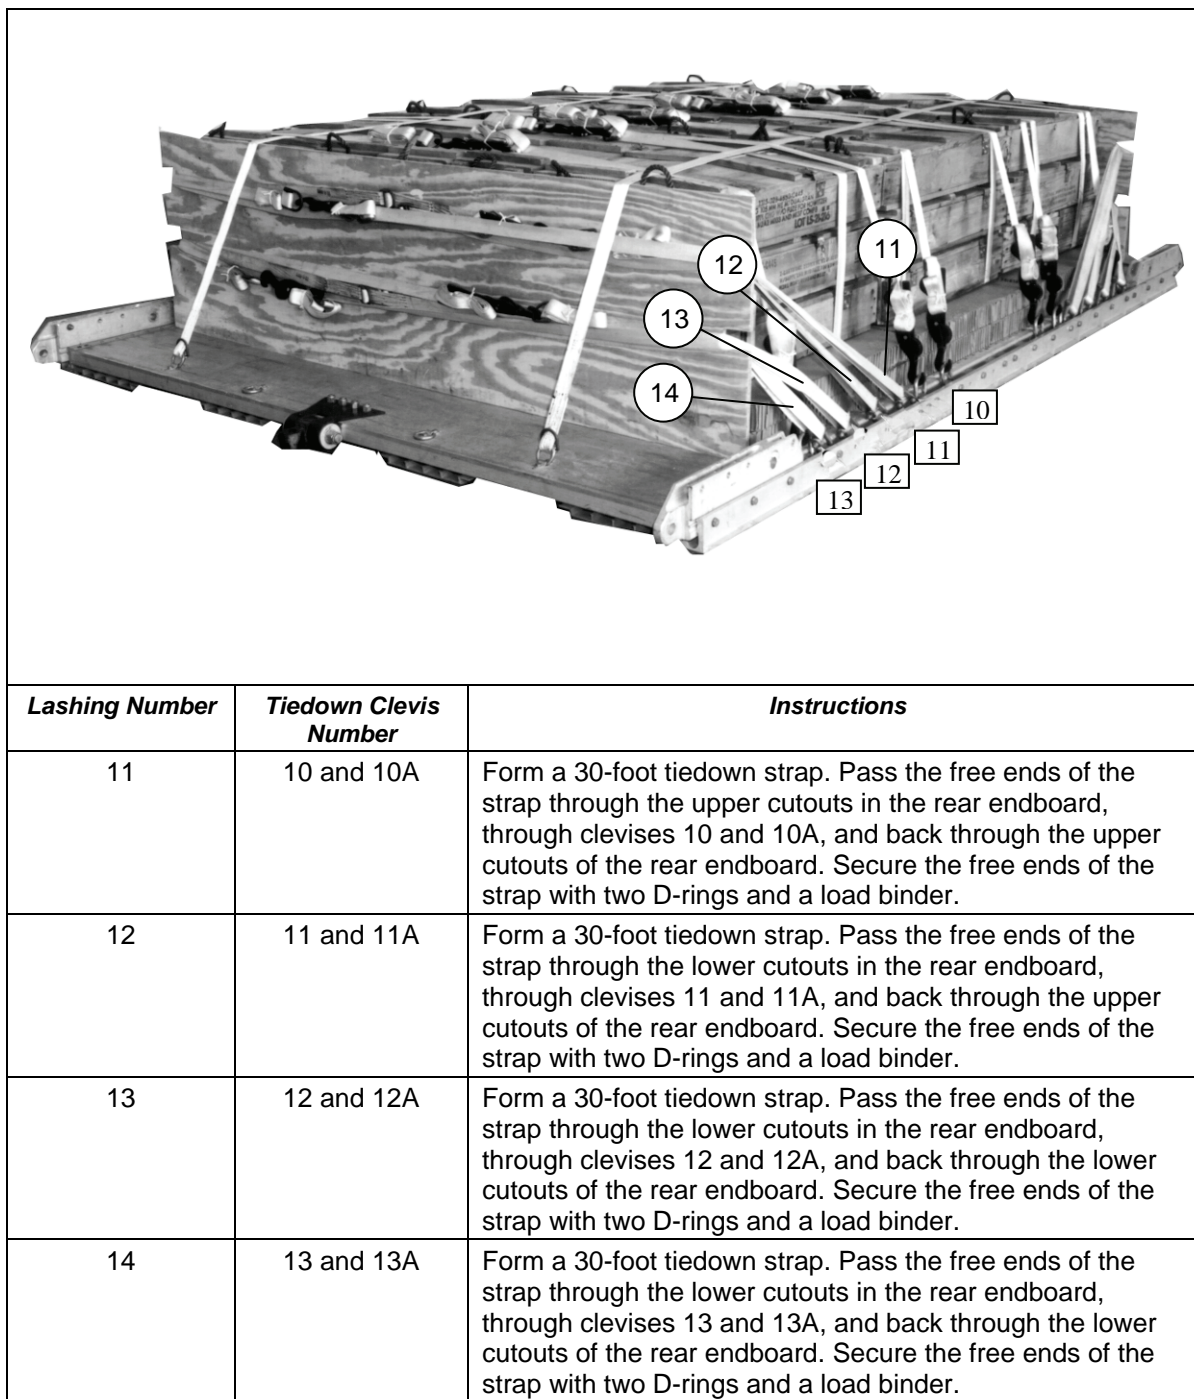 12
11
13
14
10
11
12
13
LOT LS-
Lashing Number
Tiedown Clevis
Number
Instructions
11
10 and 10A
Form a 30-foot tiedown strap. Pass the free ends of the
strap through the upper cutouts in the rear endboard,
through clevises 10 and 10A, and back through the upper
cutouts of the rear endboard. Secure the free ends of the
strap with two D-rings and a load binder.
12
11 and 11A
Form a 30-foot tiedown strap. Pass the free ends of the
strap through the lower cutouts in the rear endboard,
through clevises 11 and 11A, and back through the upper
cutouts of the rear endboard. Secure the free ends of the
strap with two D-rings and a load binder.
13
12 and 12A
Form a 30-foot tiedown strap. Pass the free ends of the
strap through the lower cutouts in the rear endboard,
through clevises 12 and 12A, and back through the lower
cutouts of the rear endboard. Secure the free ends of the
strap with two D-rings and a load binder.
14
13 and 13A
Form a 30-foot tiedown strap. Pass the free ends of the
strap through the lower cutouts in the rear endboard,
through clevises 13 and 13A, and back through the lower
cutouts of the rear endboard. Secure the free ends of the
strap with two D-rings and a load binder.